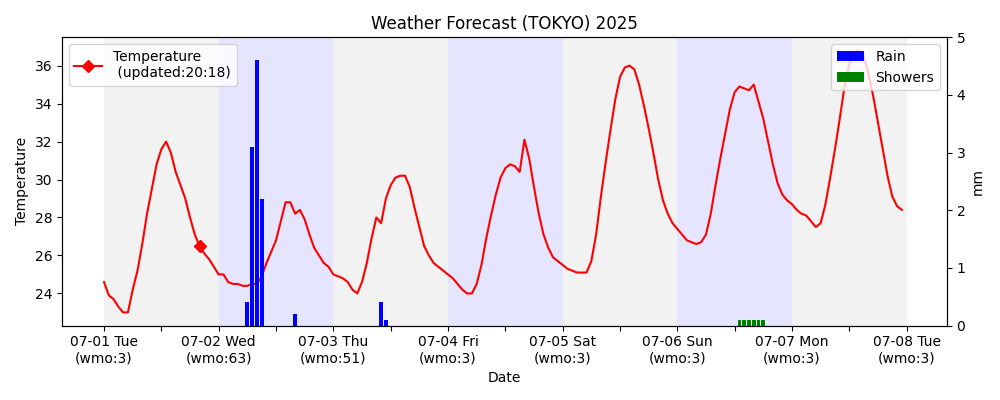 Weather Forecast (TOKYO) 2025
Temperature
(updated:20:18)
Rain
Showers
Temperature
36
34
32
30
28
26
24
5
4
3
2
1
0
mm
07-01 Tue
(wmo:3)
07-02 Wed
(wmo:63)
07-03 Thu
(wmo:51)
07-04 Fri
(wmo:3)
07-05 Sat
(wmo:3)
07-06 Sun
(wmo:3)
07-07 Mon
(wmo:3)
07-08 Tue
(wmo:3)
Date